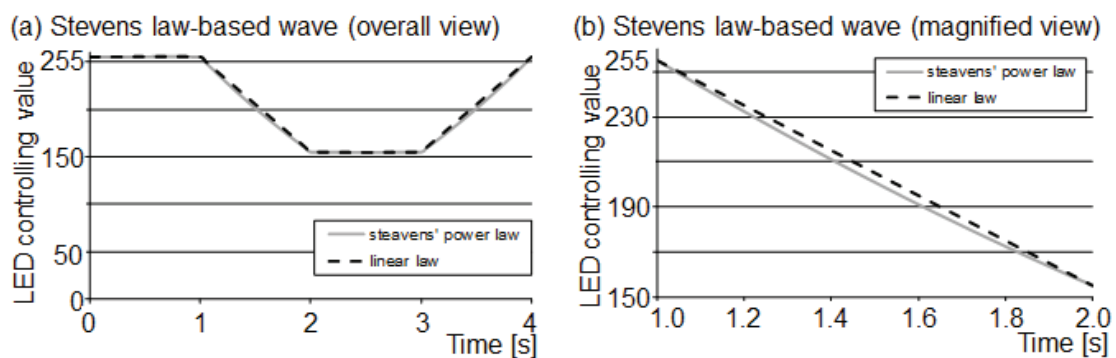 (a) Stevens law-based wave (overall view)
LED controlling value
255
150
50
0
steavens' power law
linear law
0 1 2 3 4
Time [s]
(b) Stevens law-based wave (magnified view)
LED controlling value
255
230
190
150
steavens' power law
linear law
1.0 1.2 1.4 1.6 1.8 2.0
Time [s]